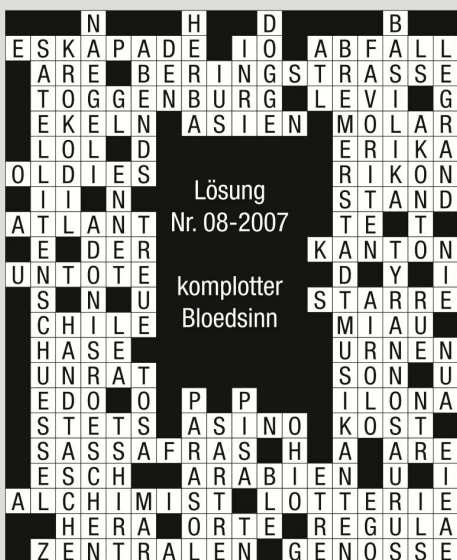 N H D B
ESKAPADE IO ABFALL
ARE BERINGSTRASSE
TOGGENBURG LEVI G
EKELN ASIEN MOLAR
LOL D ERIKA
OLDIES RIKON
II N STAND
ATLANT TE T
E DER KANTON
UNTOTE D Y I
S N U STARRE
CHILE MIAU
HASE URNEN
UNRAT SON U
EDO O P P ILONA
STETS ASINO KOST
SASSAFRAS H A ARE
ESCH ARABIEN U I
ALCHIMIST LOTTERIE
HERA ORTE REGULA
ZENTRALEN GENOSSE
Lösung
Nr. 08-2007
komplotter
Bloedsinn